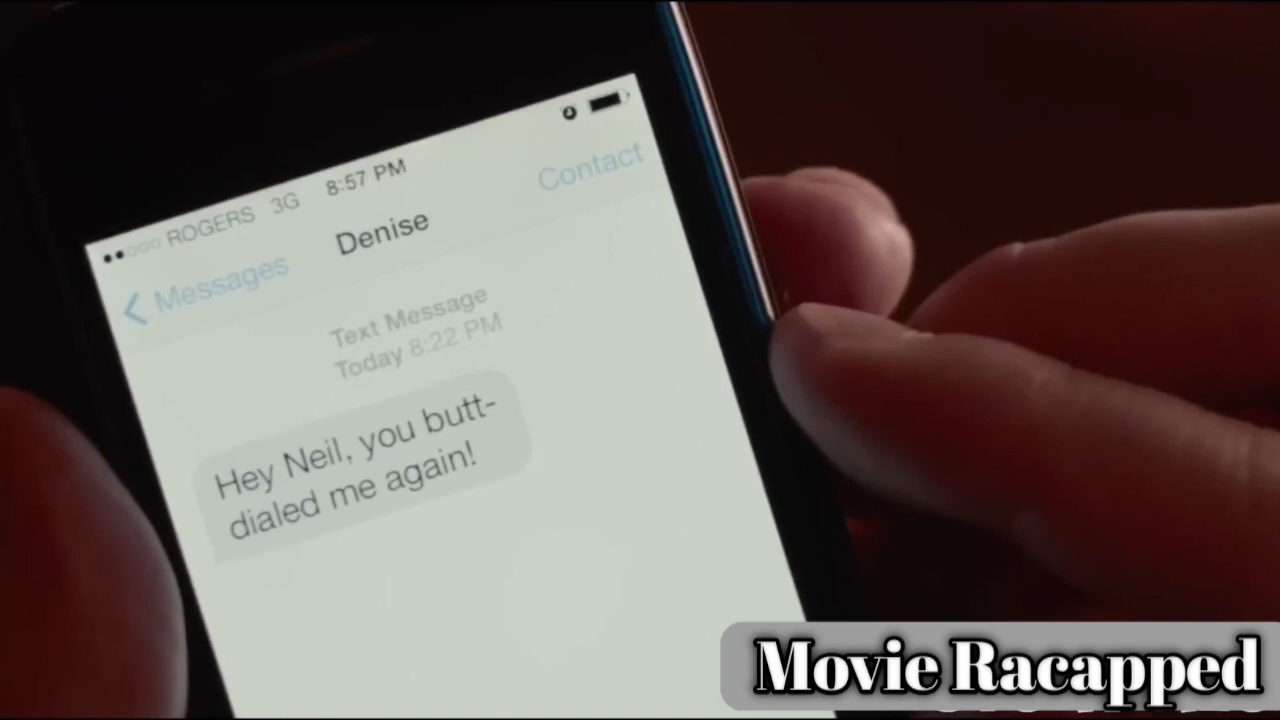 ROGERS 3G 8:57 PM
Messages Denise Contact
Text Message
Today 8:22 PM
Hey Neil, you butt-
dialed me again!
Movie Racapped